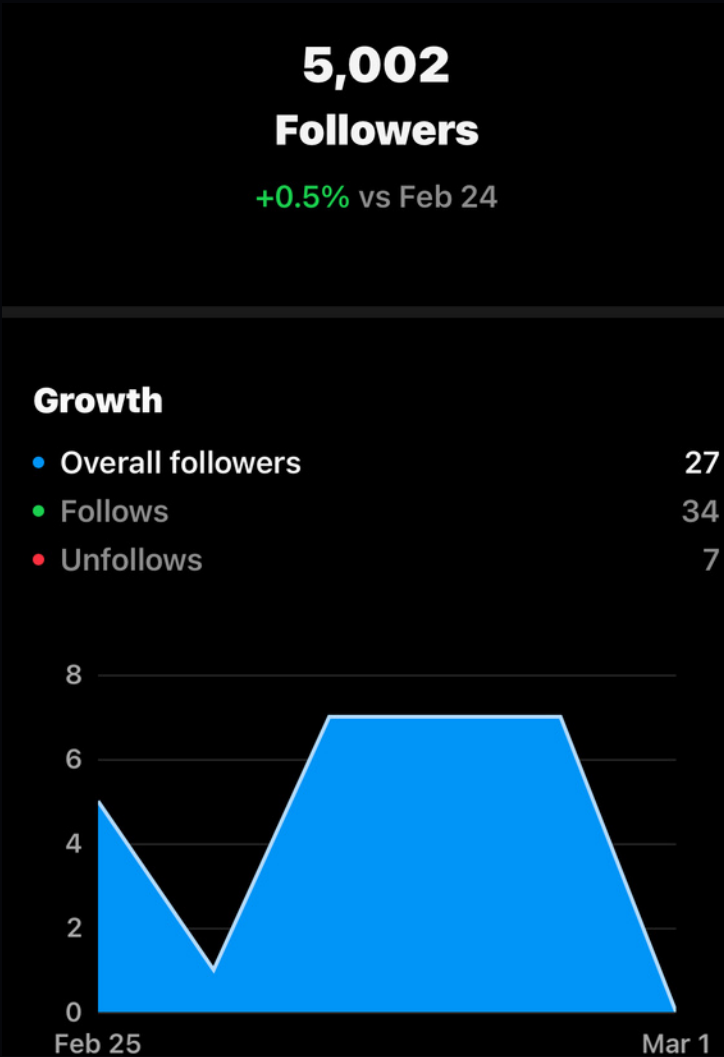 5,002
Followers
+0.5% vs Feb 24
Growth
Overall followers 27
Follows 34
Unfollows 7
8
6
4
2
0
Feb 25 Mar 1